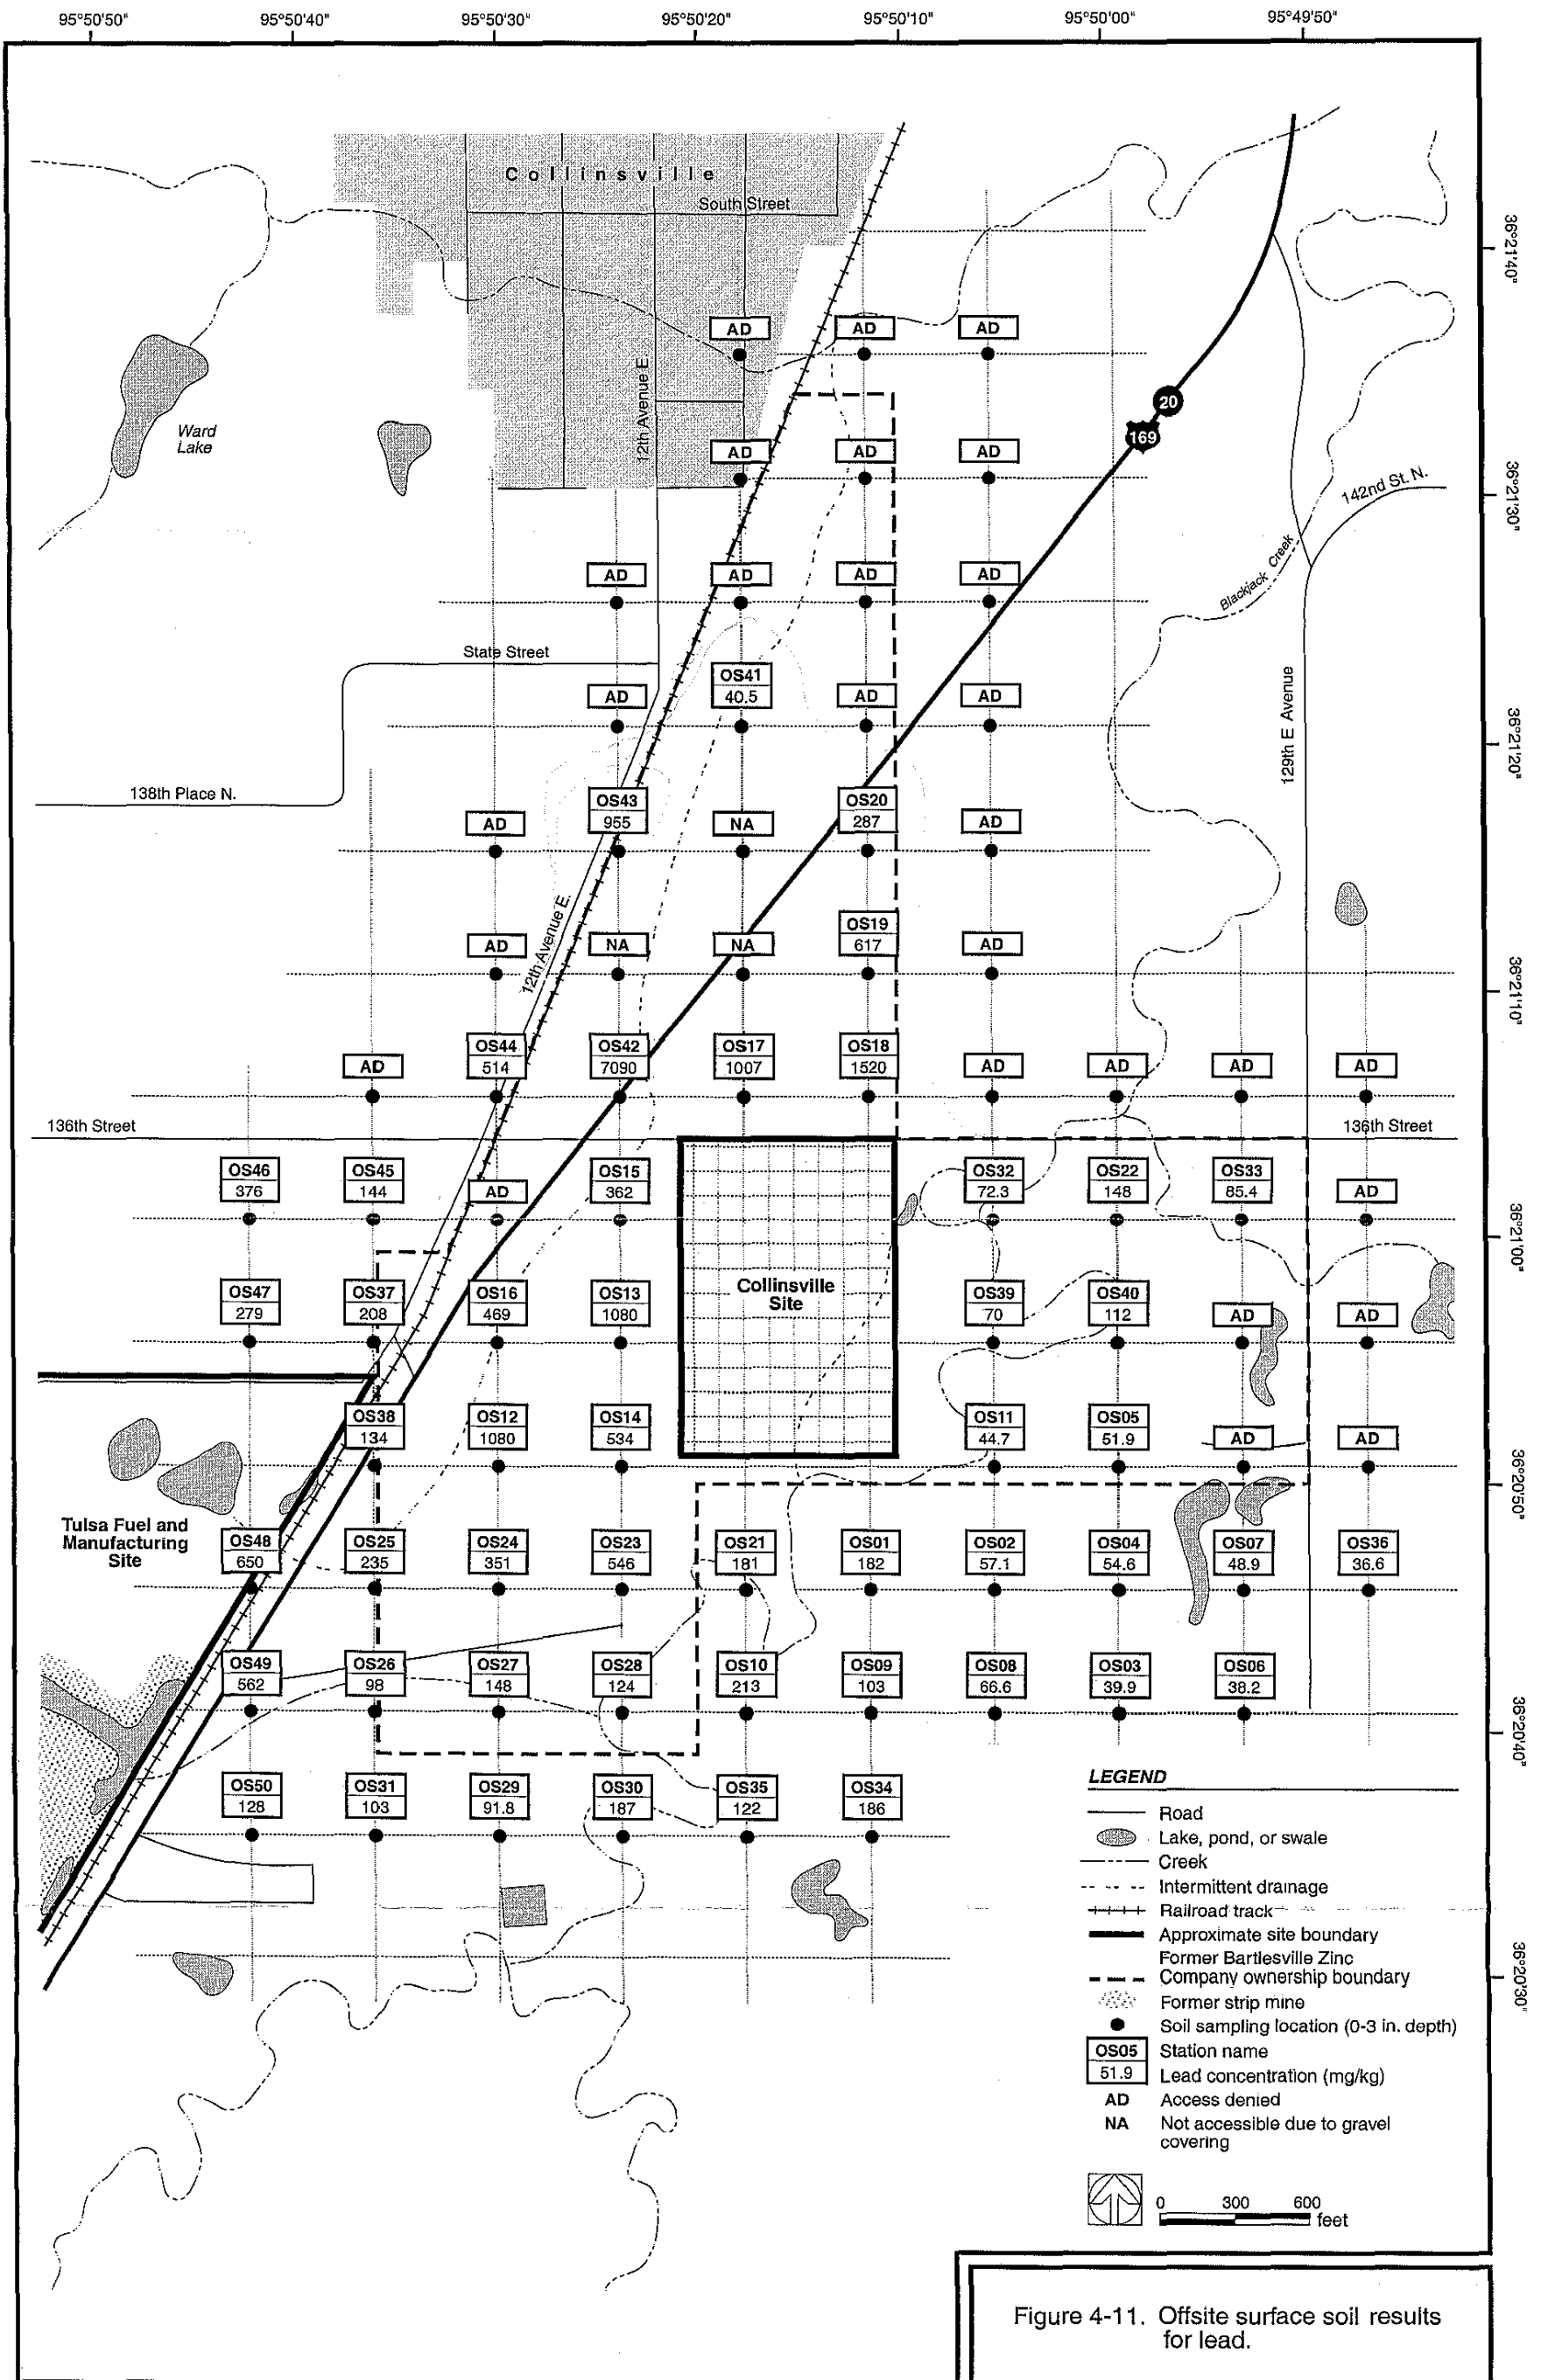 95°50'50" 95°50'40" 95°50'30" 95°50'20" 95°50'10" 95°50'00" 95°49'50"
Collinsville
South Street
36°21'40"
AD AD AD
12th Avenue E.
20
169
Ward
Lake
AD AD AD
142nd St. N.
36°21'30"
Blackjack Creek
AD AD AD AD
State Street
OS41
40.5
AD AD AD
129th E Avenue
36°21'20"
138th Place N.
OS43 OS20
955 287
AD NA AD
12th Avenue E.
OS19
617
AD NA NA AD
36°21'10"
OS44 OS42 OS17 OS18
514 7090 1007 1520
AD AD AD AD AD
136th Street 136th Street
OS46 OS45 OS15 OS32 OS22 OS33
376 144 362 72.3 148 85.4
AD AD
36°21'00"
Collinsville
Site
OS47 OS37 OS16 OS13 OS39 OS40
279 208 469 1080 70 112
AD AD
OS38 OS12 OS14 OS11 OS05
134 1080 534 44.7 51.9
AD AD
36°20'50"
Tulsa Fuel and
Manufacturing
Site
OS48 OS25 OS24 OS23 OS21 OS01 OS02 OS04 OS07 OS36
650 235 351 546 181 182 57.1 54.6 48.9 36.6
OS49 OS26 OS27 OS28 OS10 OS09 OS08 OS03 OS06
562 98 148 124 213 103 66.6 39.9 38.2
36°20'40"
OS50 OS31 OS29 OS30 OS35 OS34
128 103 91.8 187 122 186
36°20'30"
LEGEND
Road
Lake, pond, or swale
Creek
Intermittent drainage
Railroad track
Approximate site boundary
Former Bartlesville Zinc
Company ownership boundary
Former strip mine
Soil sampling location (0-3 in. depth)
OS05 Station name
51.9 Lead concentration (mg/kg)
AD Access denied
NA Not accessible due to gravel
covering
0 300 600
feet
Figure 4-11. Offsite surface soil results
for lead.